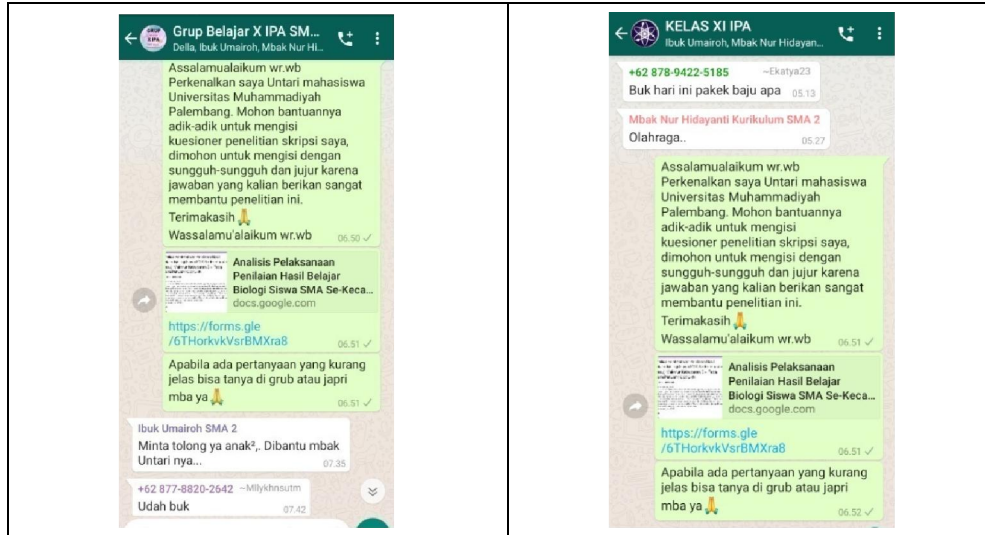 Grup Belajar X IPA SM...
Della, Ibuk Umairoh, Mbak Nur Hi...
Assalamualaikum wr.wb
Perkenalkan saya Untari mahasiswa
Universitas Muhammadiyah
Palembang. Mohon bantuannya
adik-adik untuk mengisi
kuesioner penelitian skripsi saya,
dimohon untuk mengisi dengan
sungguh-sungguh dan jujur karena
jawaban yang kalian berikan sangat
membantu penelitian ini.
Terimakasih 🙏
Wassalamu'alaikum wr.wb 06.50
Analisis Pelaksanaan
Penilaian Hasil Belajar
Biologi Siswa SMA Se-Keca...
docs.google.com
https://forms.gle
/6THorkvkVsrBMXra8 06.51
Apabila ada pertanyaan yang kurang
jelas bisa tanya di grub atau japri
mba ya 🙏 06.51
Ibuk Umairoh SMA 2
Minta tolong ya anak²,. Dibantu mbak
Untari nya... 07.35
+62 877-8820-2642 ~Milykhnsutm
Udah buk 07.42
KELAS XI IPA
Ibuk Umairoh, Mbak Nur Hidayan...
+62 878-9422-5185 ~Ekatya23
Buk hari ini pakek baju apa 05.13
Mbak Nur Hidayanti Kurikulum SMA 2
Olahraga.. 05.27
Assalamualaikum wr.wb
Perkenalkan saya Untari mahasiswa
Universitas Muhammadiyah
Palembang. Mohon bantuannya
adik-adik untuk mengisi
kuesioner penelitian skripsi saya,
dimohon untuk mengisi dengan
sungguh-sungguh dan jujur karena
jawaban yang kalian berikan sangat
membantu penelitian ini.
Terimakasih 🙏
Wassalamu'alaikum wr.wb 06.51
Analisis Pelaksanaan
Penilaian Hasil Belajar
Biologi Siswa SMA Se-Keca...
docs.google.com
https://forms.gle
/6THorkvkVsrBMXra8 06.51
Apabila ada pertanyaan yang kurang
jelas bisa tanya di grub atau japri
mba ya 🙏 06.52